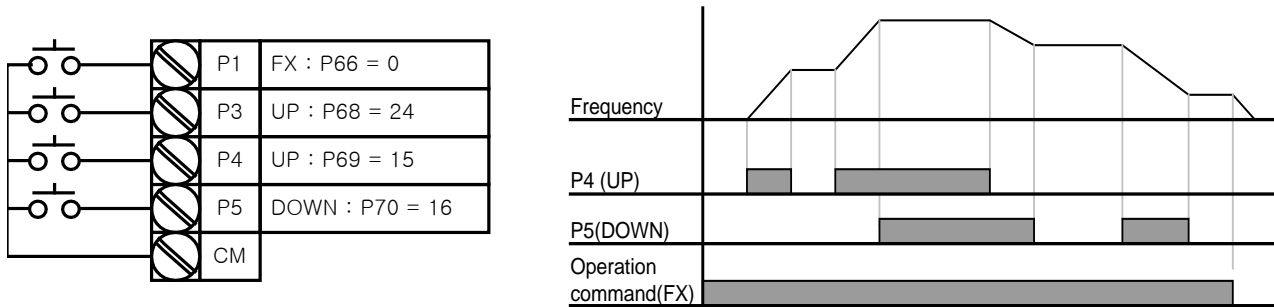 P1 FX : P66 = 0
P3 UP : P68 = 24
P4 UP : P69 = 15
P5 DOWN : P70 = 16
CM
Frequency
P4 (UP)
P5(DOWN)
Operation
command(FX)